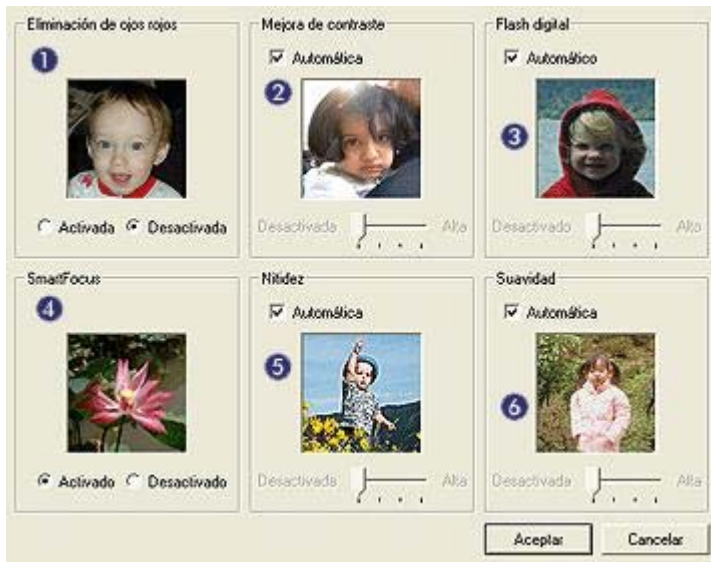 Eliminación de ojos rojos
1
Activada Desactivada
Mejora de contraste
Automática
2
Desactivada Alta
Flash digital
Automático
3
Desactivado Alto
SmartFocus
4
Activado Desactivado
Nitidez
Automática
5
Desactivada Alta
Suavidad
Automática
6
Desactivada Alta
Aceptar Cancelar